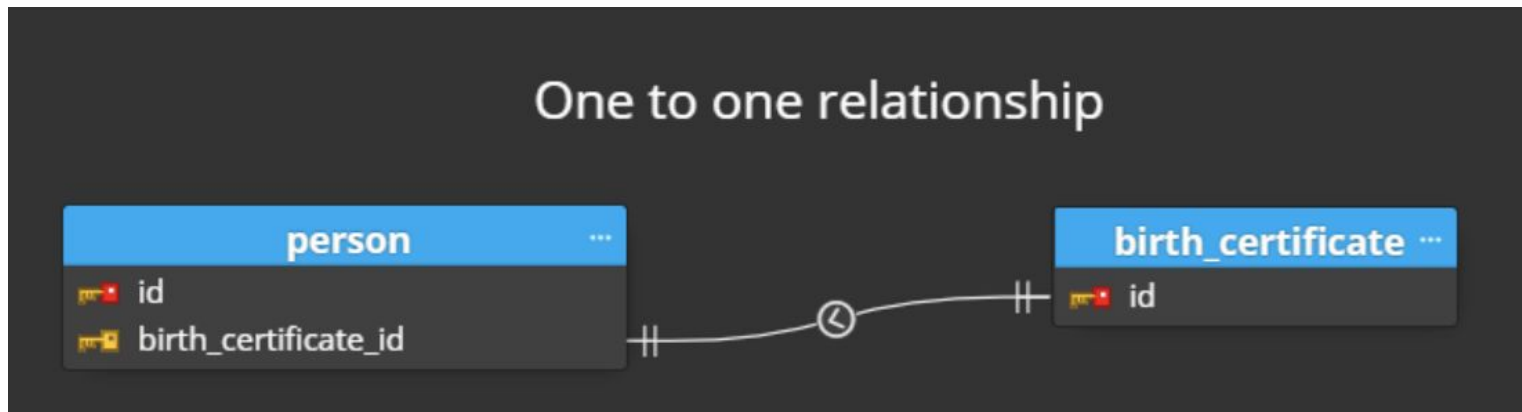 One to one relationship
person
id
birth_certificate_id
birth_certificate
id